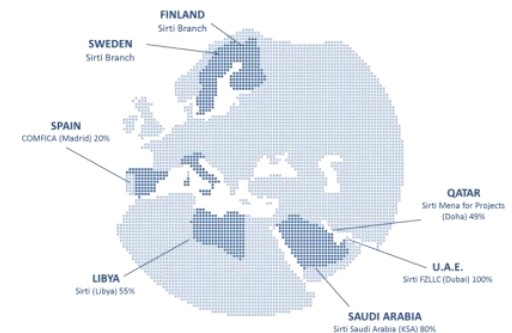 FINLAND
Sirti Branch
SWEDEN
Sirti Branch
SPAIN
COMFICA (Madrid) 20%
QATAR
Sirti Mena for Projects
(Doha) 49%
U.A.E.
Sirti FZLLC (Dubai) 100%
LIBYA
Sirti (Libya) 55%
SAUDI ARABIA
Sirti Saudi Arabia (KSA) 80%